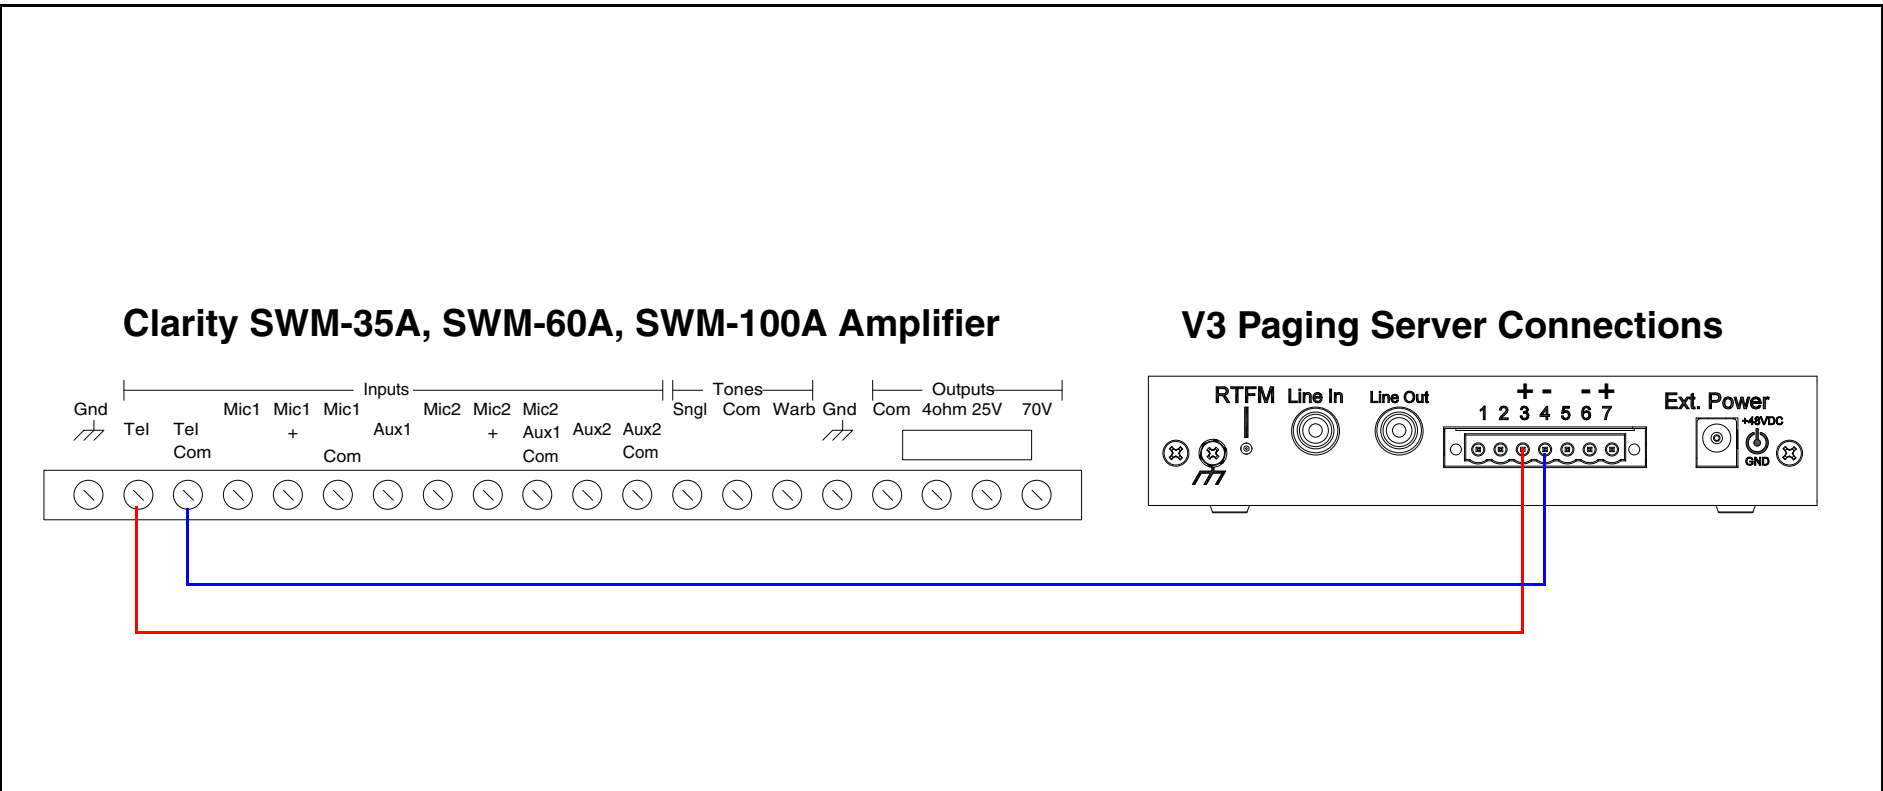 Clarity SWM-35A, SWM-60A, SWM-100A Amplifier
Inputs Tones Outputs
Gnd Mic1 Mic1 Mic1 Mic2 Mic2 Mic2 Sngl Com Warb Gnd Com 4ohm 25V 70V
Tel Tel + Aux1 + Aux1 Aux2 Aux2
Com Com Com Com
V3 Paging Server Connections
+ - - +
RTFM Line In Line Out Ext. Power
1 2 3 4 5 6 7
+48VDC
GND